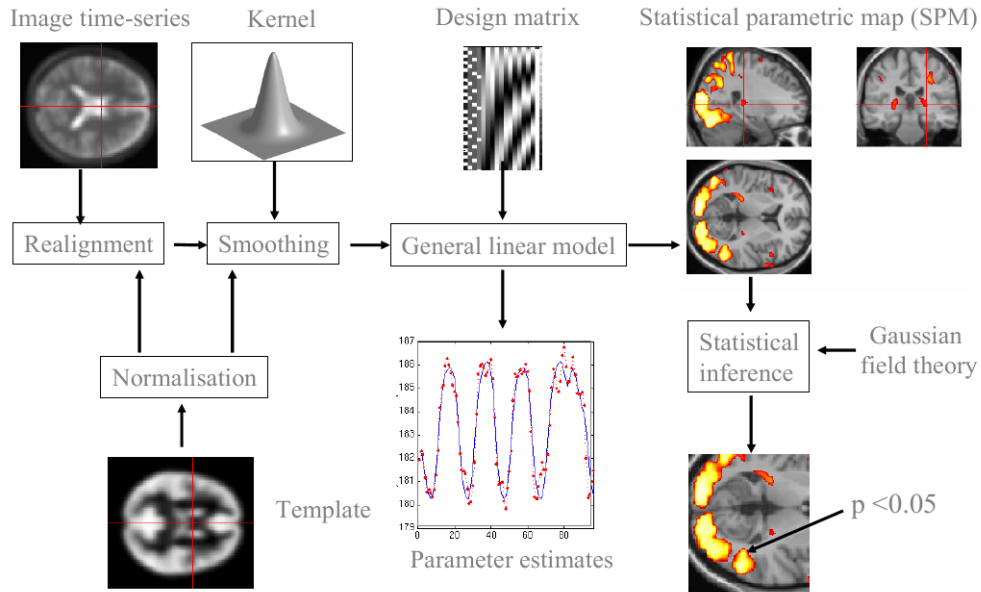 Image time-series
Kernel
Design matrix
Statistical parametric map (SPM)
Realignment
Smoothing
General linear model
Normalisation
Statistical
inference
Gaussian
field theory
Template
187
186
185
184
183
182
181
180
179
0
20
40
60
80
Parameter estimates
p <0.05